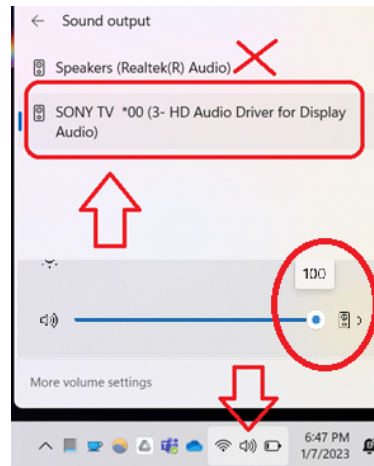 Sound output
Speakers (Realtek(R) Audio)
SONY TV *00 (3- HD Audio Driver for Display
Audio)
100
More volume settings
6:47 PM
1/7/2023